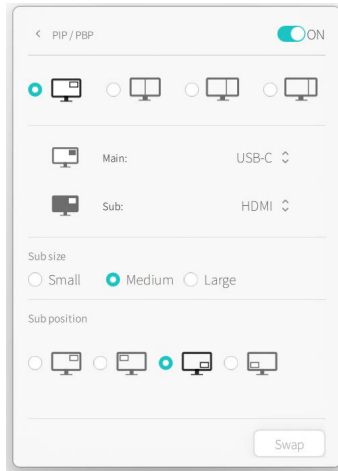 PIP / PBP ON
Main: USB-C
Sub: HDMI
Sub size
Small Medium Large
Sub position
Swap